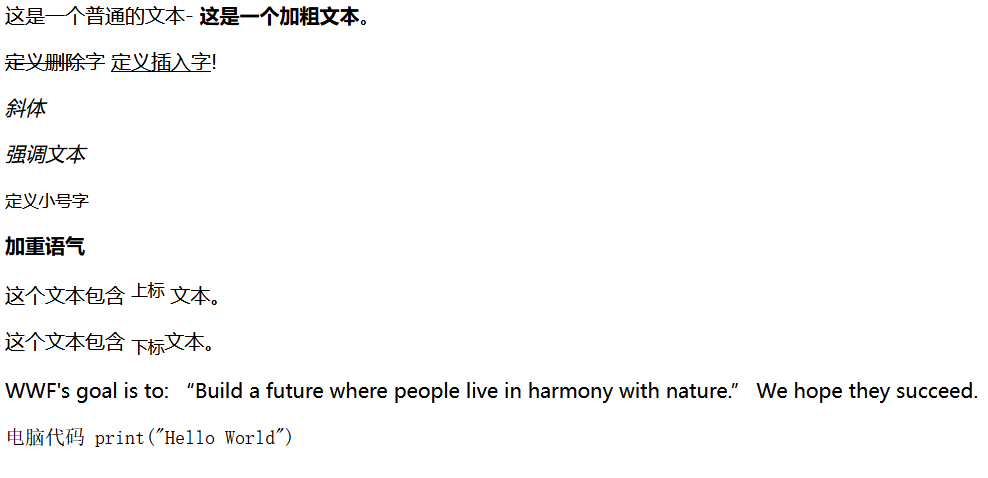 这是一个普通的文本- 这是一个加粗文本。
定义删除字 定义插入字!
斜体
强调文本
定义小号字
加重语气
这个文本包含 上标 文本。
这个文本包含 下标文本。
WWF's goal is to: “Build a future where people live in harmony with nature.” We hope they succeed.
电脑代码 print("Hello World")